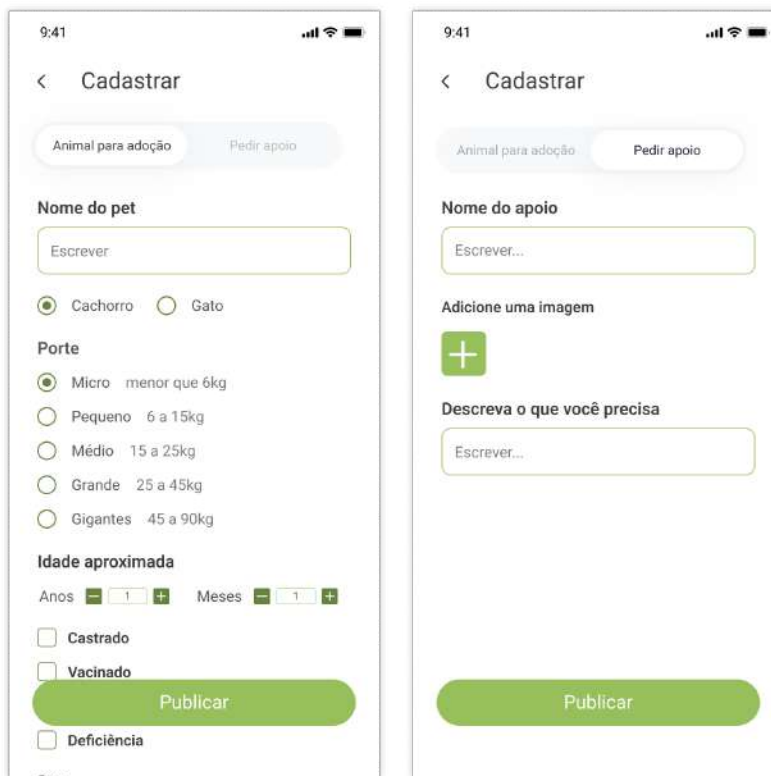 9:41
Cadastrar
Animal para adoção Pedir apoio
Nome do pet
Escrever
Cachorro Gato
Porte
Micro menor que 6kg
Pequeno 6 a 15kg
Médio 15 a 25kg
Grande 25 a 45kg
Gigantes 45 a 90kg
Idade aproximada
Anos 1 Meses 1
Castrado
Vacinado
Publicar
Deficiência
9:41
Cadastrar
Animal para adoção Pedir apoio
Nome do apoio
Escrever...
Adicione uma imagem
Descreva o que você precisa
Escrever...
Publicar